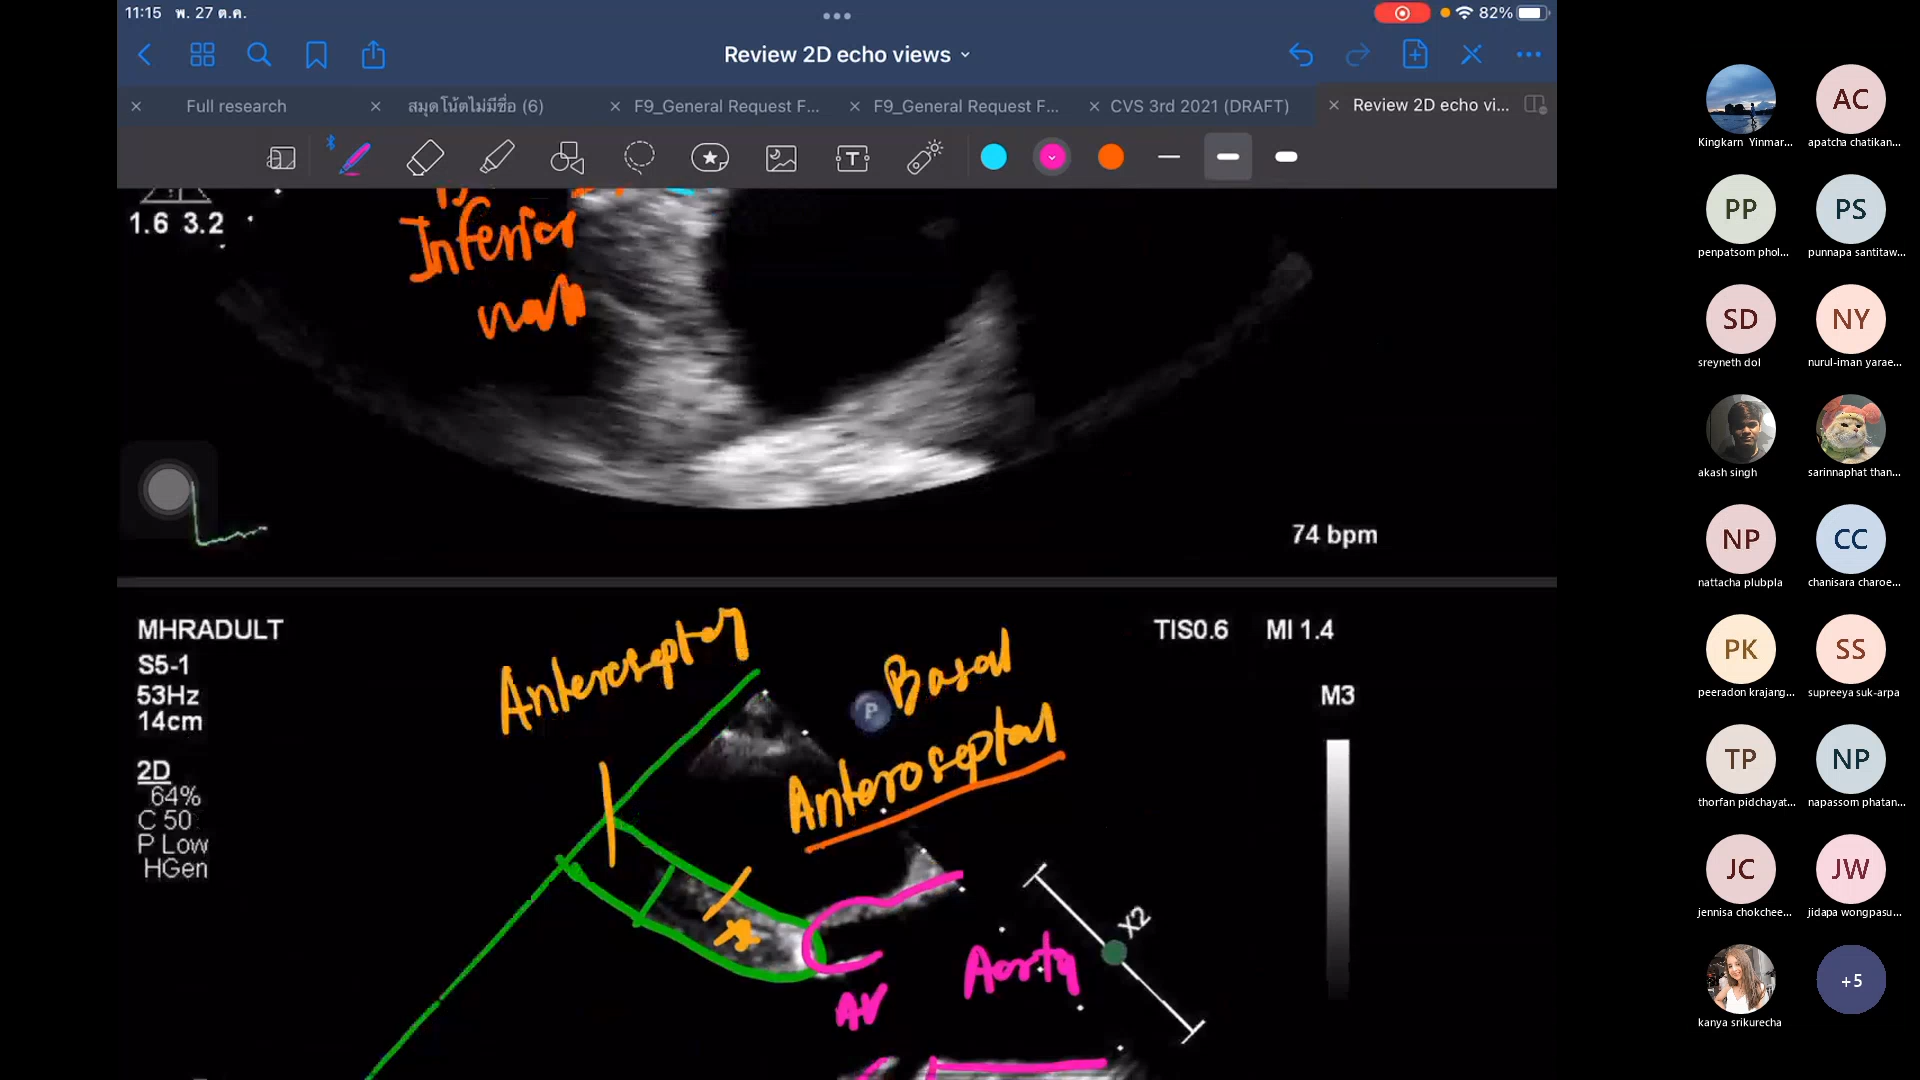 11:15 พ. 27 ต.ค.
82%
Review 2D echo views
Full research
สมุดโน้ตไม่มีชื่อ (6)
F9_General Request F...
F9_General Request F...
CVS 3rd 2021 (DRAFT)
Review 2D echo vi...
T
1.6 3.2
Inferior
wall
74 bpm
MHRADULT
S5-1
53Hz
14cm
2D
64%
C 50
P Low
HGen
TIS0.6 MI 1.4
M3
Anteroseptal
P
Basal
Anteroseptal
X2
Aorta
AV
Kingkarn Yinmar...
AC
apatcha chatikan...
PP
penpatsorn phol...
PS
punnapa santitaw...
SD
sreyneth dol
NY
nurul-iman yarae...
akash singh
sarinnaphat than...
NP
nattacha plubpla
CC
chanisara charoe...
PK
peeradon krajang...
SS
supreeya suk-arpa
TP
thorfan pidchayat...
NP
napassorn phatan...
JC
jennisa chokchee...
JW
jidapa wongpasu...
kanya srikurecha
+5